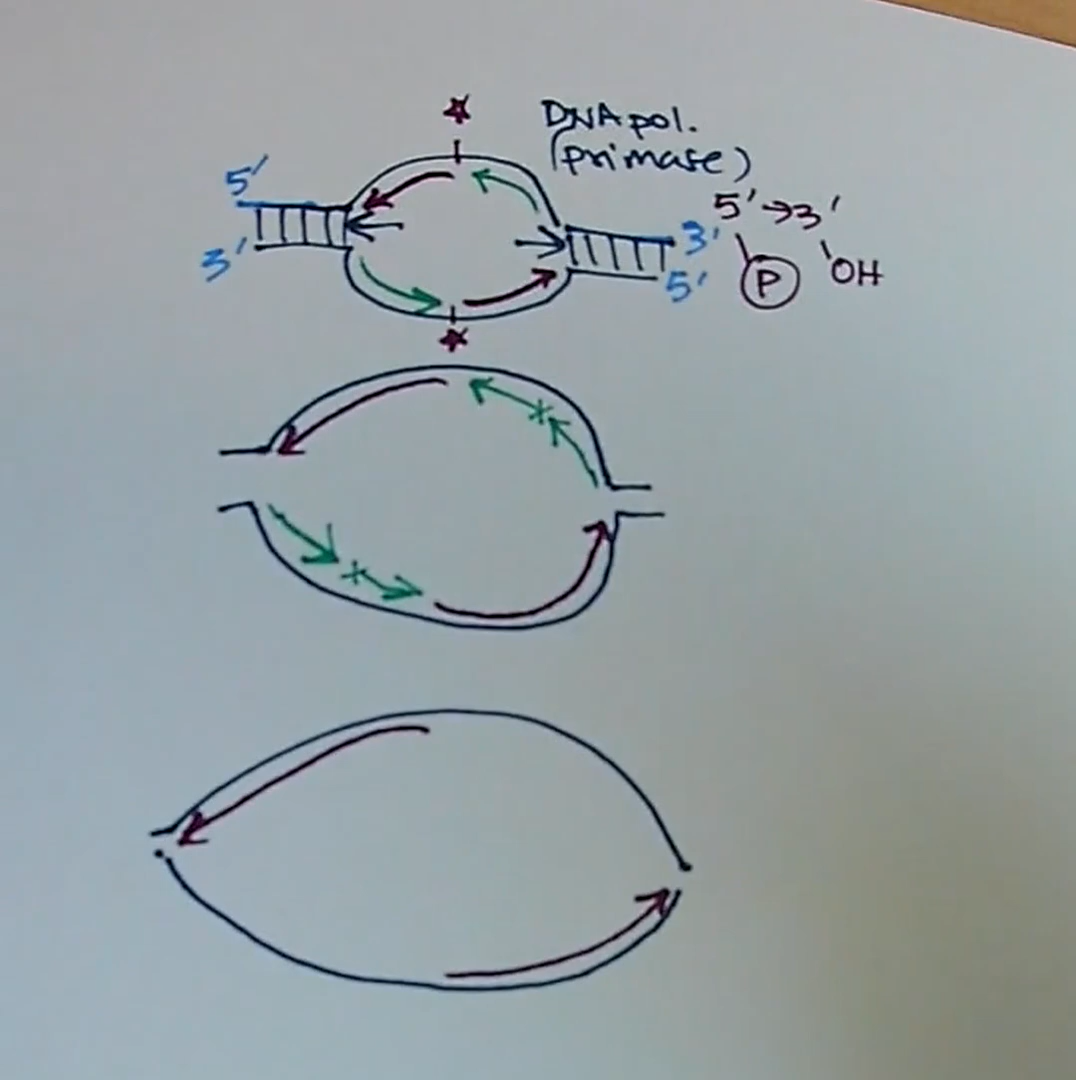 DNA pol.
(primase)
5'
3'
3'
5'
5'→3'
P
OH